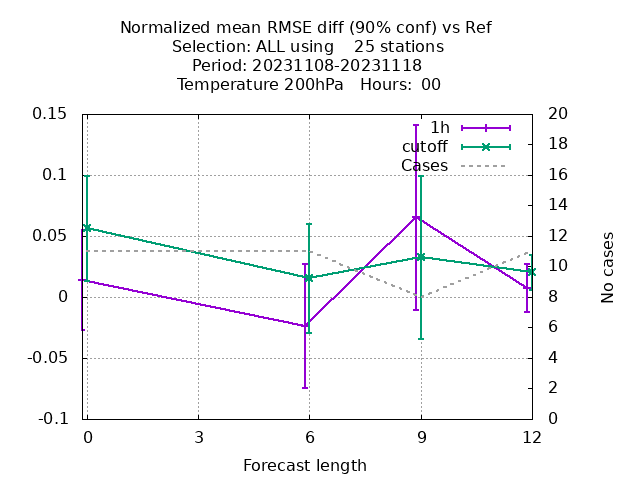 Normalized mean RMSE diff (90% conf) vs Ref
Selection: ALL using    25 stations
Period: 20231108-20231118
Temperature 200hPa   Hours:  00
1h
cutoff
Cases
0.15
0.1
0.05
0
-0.05
-0.1
20
18
16
14
12
10
8
6
4
2
0
No cases
0 3 6 9 12
Forecast length